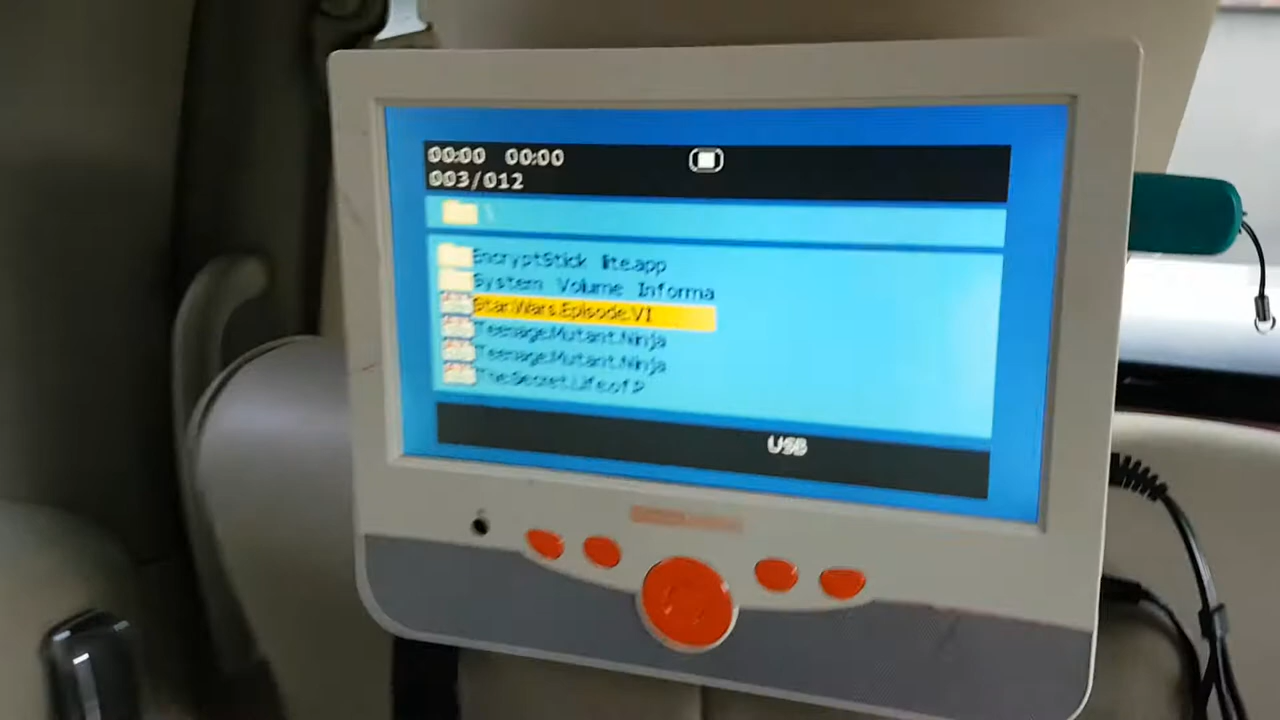 00:00 00:00
003/012
\
EncryptStick lite.app
System Volume Informa
Star.Wars.Episode.VI
Teenage.Mutant.Ninja
Teenage.Mutant.Ninja
The.Secret.Life.of.P
USB